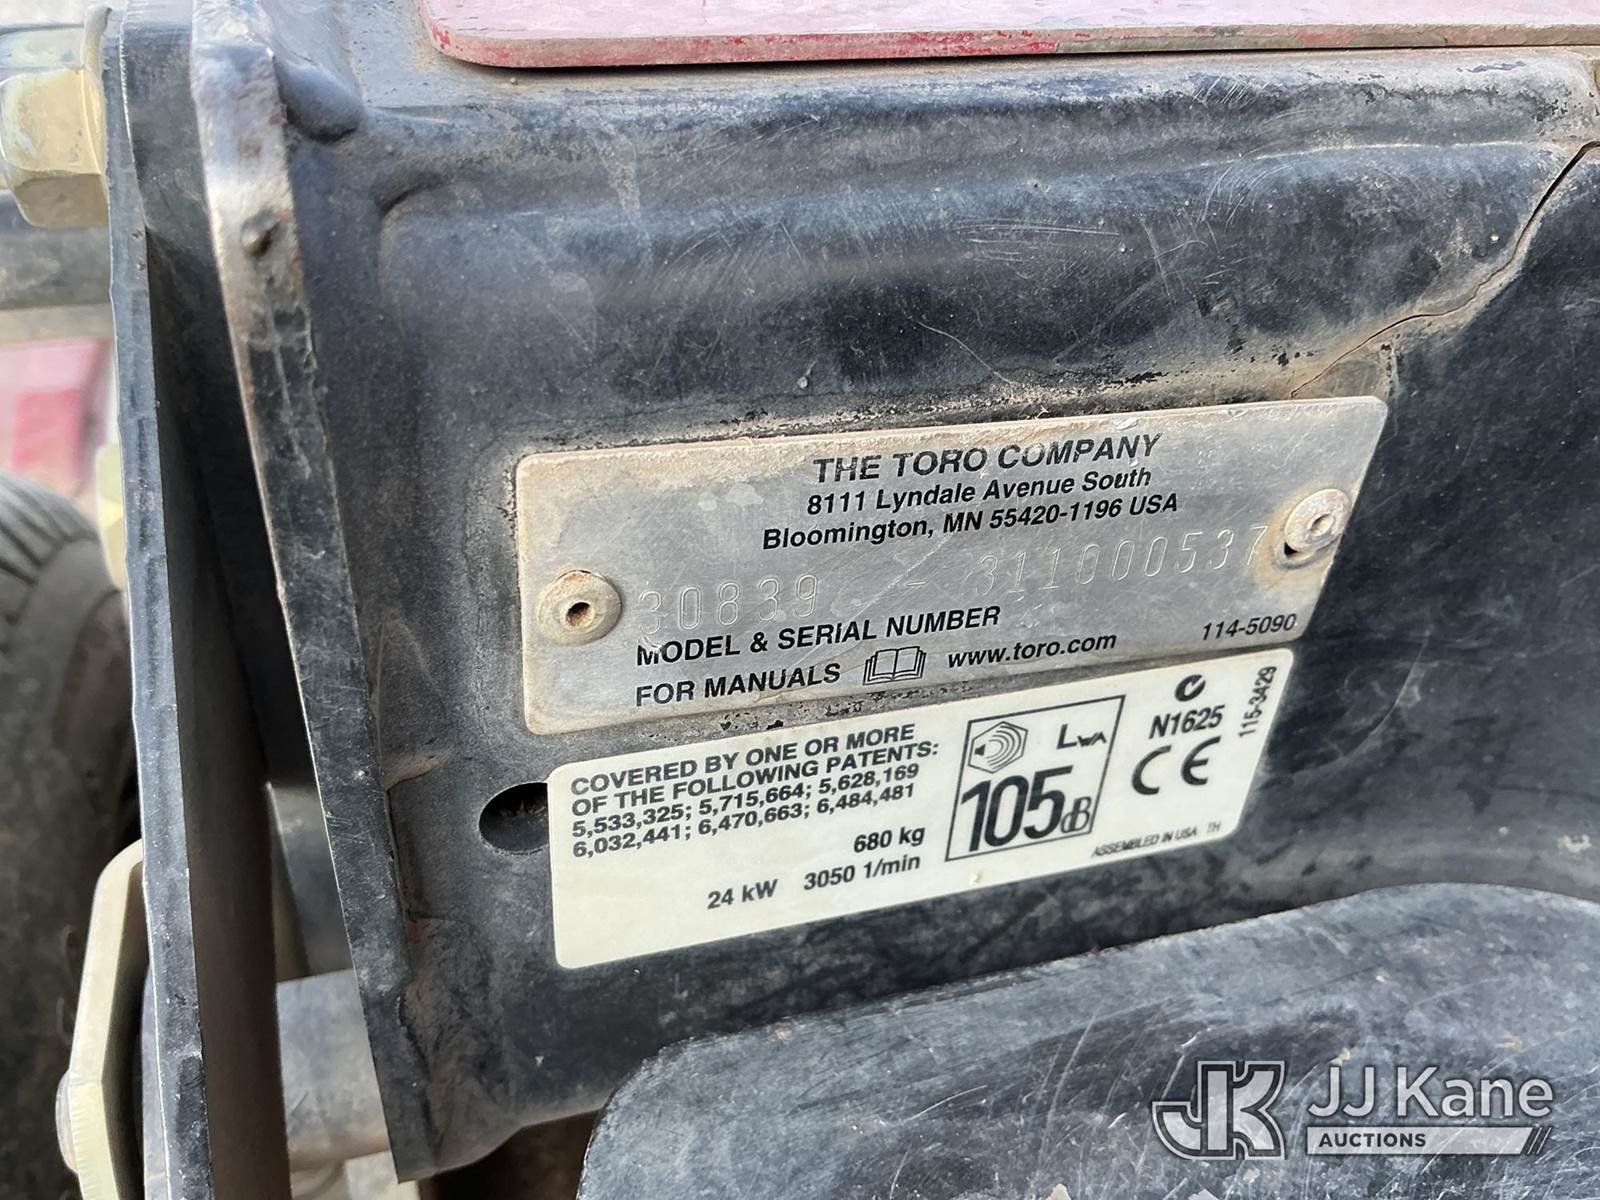 THE TORO COMPANY
8111 Lyndale Avenue South
Bloomington, MN 55420-1196 USA
30839 - 311000537
MODEL & SERIAL NUMBER
FOR MANUALS www.toro.com
114-5090
COVERED BY ONE OR MORE
OF THE FOLLOWING PATENTS:
5,533,325; 5,715,664; 5,628,169
6,032,441; 6,470,663; 6,484,481
680 kg
24 kW 3050 1/min
LWA
105dB
N1625
CE
115-3429
ASSEMBLED IN USA TH
JK JJ Kane
AUCTIONS